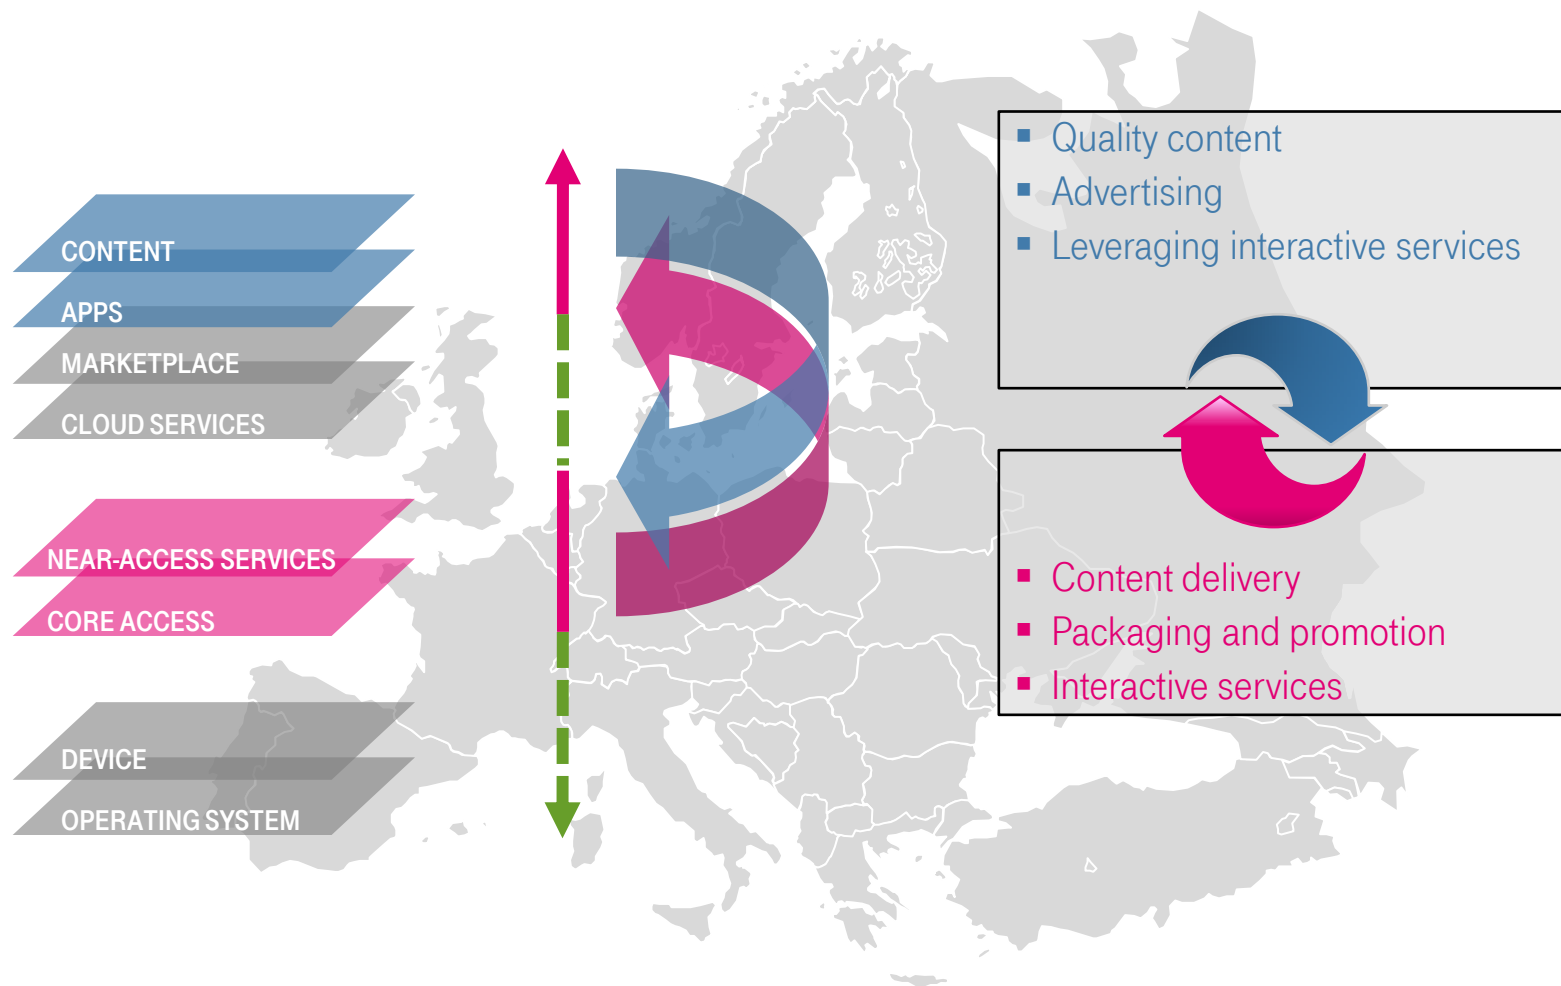 CONTENT
APPS
MARKETPLACE
CLOUD SERVICES
NEAR-ACCESS SERVICES
CORE ACCESS
DEVICE
OPERATING SYSTEM
▪ Quality content
▪ Advertising
▪ Leveraging interactive services
▪ Content delivery
▪ Packaging and promotion
▪ Interactive services